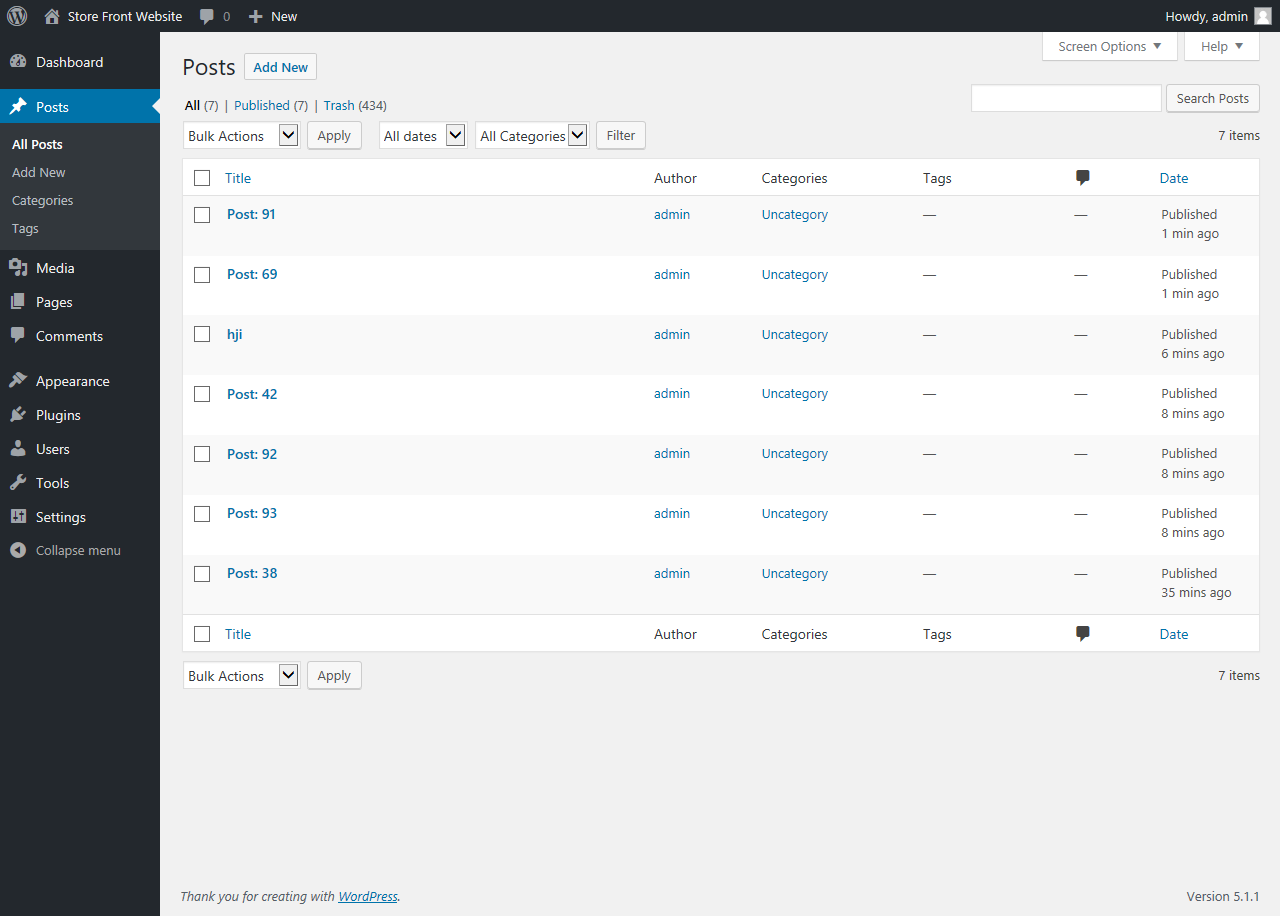 Store Front Website 0 New Howdy, admin
Dashboard
Posts
All Posts
Add New
Categories
Tags
Media
Pages
Comments
Appearance
Plugins
Users
Tools
Settings
Collapse menu
Screen Options Help
Posts Add New
All (7) | Published (7) | Trash (434) Search Posts
Bulk Actions Apply All dates All Categories Filter 7 items
Title Author Categories Tags Date
Post: 91 admin Uncategory — — Published
1 min ago
Post: 69 admin Uncategory — — Published
1 min ago
hji admin Uncategory — — Published
6 mins ago
Post: 42 admin Uncategory — — Published
8 mins ago
Post: 92 admin Uncategory — — Published
8 mins ago
Post: 93 admin Uncategory — — Published
8 mins ago
Post: 38 admin Uncategory — — Published
35 mins ago
Title Author Categories Tags Date
Bulk Actions Apply 7 items
Thank you for creating with WordPress. Version 5.1.1